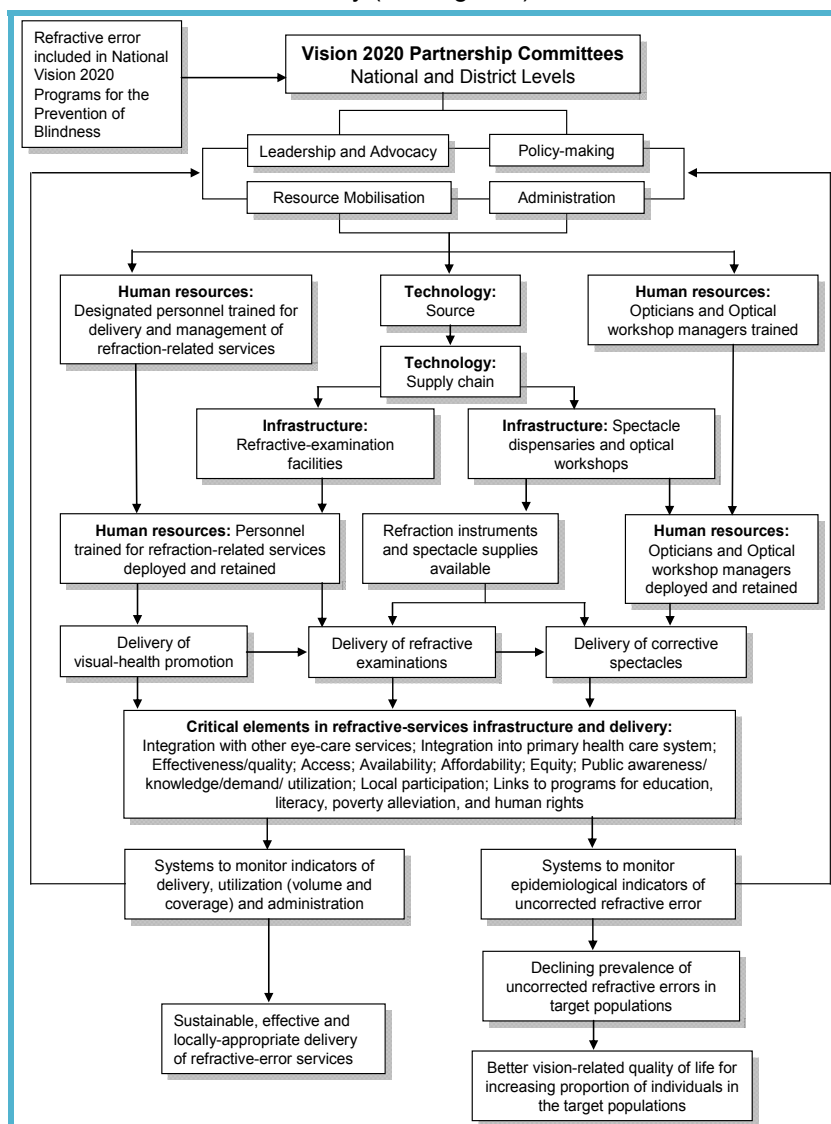 Refractive error
included in National
Vision 2020
Programs for the
Prevention of
Blindness
Vision 2020 Partnership Committees
National and District Levels
Leadership and Advocacy
Policy-making
Resource Mobilisation
Administration
Human resources:
Designated personnel trained for
delivery and management of
refraction-related services
Technology:
Source
Human resources:
Opticians and Optical
workshop managers trained
Technology:
Supply chain
Infrastructure:
Refractive-examination
facilities
Infrastructure: Spectacle
dispensaries and optical
workshops
Human resources: Personnel
trained for refraction-related services
deployed and retained
Refraction instruments
and spectacle supplies
available
Human resources:
Opticians and Optical
workshop managers
deployed and retained
Delivery of
visual-health promotion
Delivery of refractive
examinations
Delivery of corrective
spectacles
Critical elements in refractive-services infrastructure and delivery:
Integration with other eye-care services; Integration into primary health care system;
Effectiveness/quality; Access; Availability; Affordability; Equity; Public awareness/
knowledge/demand/ utilization; Local participation; Links to programs for education,
literacy, poverty alleviation, and human rights
Systems to monitor indicators of
delivery, utilization (volume and
coverage) and administration
Systems to monitor
epidemiological indicators of
uncorrected refractive error
Declining prevalence of
uncorrected refractive errors in
target populations
Sustainable, effective and
locally-appropriate delivery
of refractive-error services
Better vision-related quality of life for
increasing proportion of individuals in
the target populations